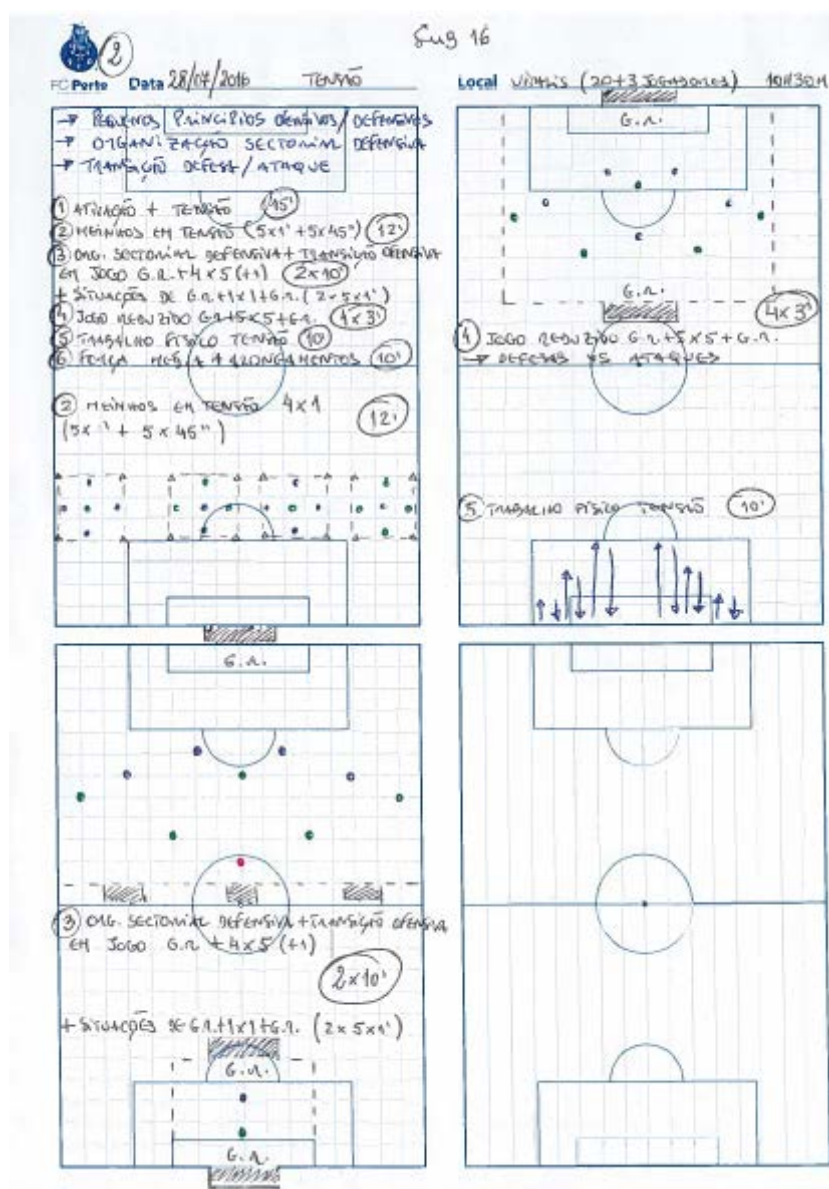 Sub 16
2
FC Porto Data 28/07/2016 TENSÃO
→ PEQUENOS PRINCÍPIOS OFENSIVOS/DEFENSIVOS
→ ORGANIZAÇÃO SECTORIAL DEFENSIVA
→ TRANSIÇÃO DEFESA/ATAQUE
① ATIVAÇÃO + TENSÃO 15'
② MEINHOS EM TENSÃO (5x1' + 5x45") 12'
③ ORG. SECTORIAL DEFENSIVA + TRANSIÇÃO OFENSIVA
EM JOGO G.R.+4x5(+1) 2x10'
+ SITUAÇÕES DE G.R.+1x1+G.R. (2x5x1')
④ JOGO REDUZIDO G.R+5x5+G.R. 4x3'
⑤ TRABALHO FÍSICO TENSÃO 10'
⑥ FORÇA ALONGAMENTOS 10'
② MEINHOS EM TENSÃO 4x1 12'
(5x1' + 5x45")
Local (20+3 JOGADORES) 10H30M
G.R.
G.R.
4x3'
④ JOGO REDUZIDO G.R+5x5+G.R.
→ DEFESAS VS ATAQUES
⑤ TRABALHO FÍSICO TENSÃO 10'
G.R.
③ ORG. SECTORIAL DEFENSIVA + TRANSIÇÃO OFENSIVA
EM JOGO G.R + 4x5 (+1)
2x10'
+ SITUAÇÕES DE G.R.+1x1+G.R. (2x5x1')
G.R.
G.R.